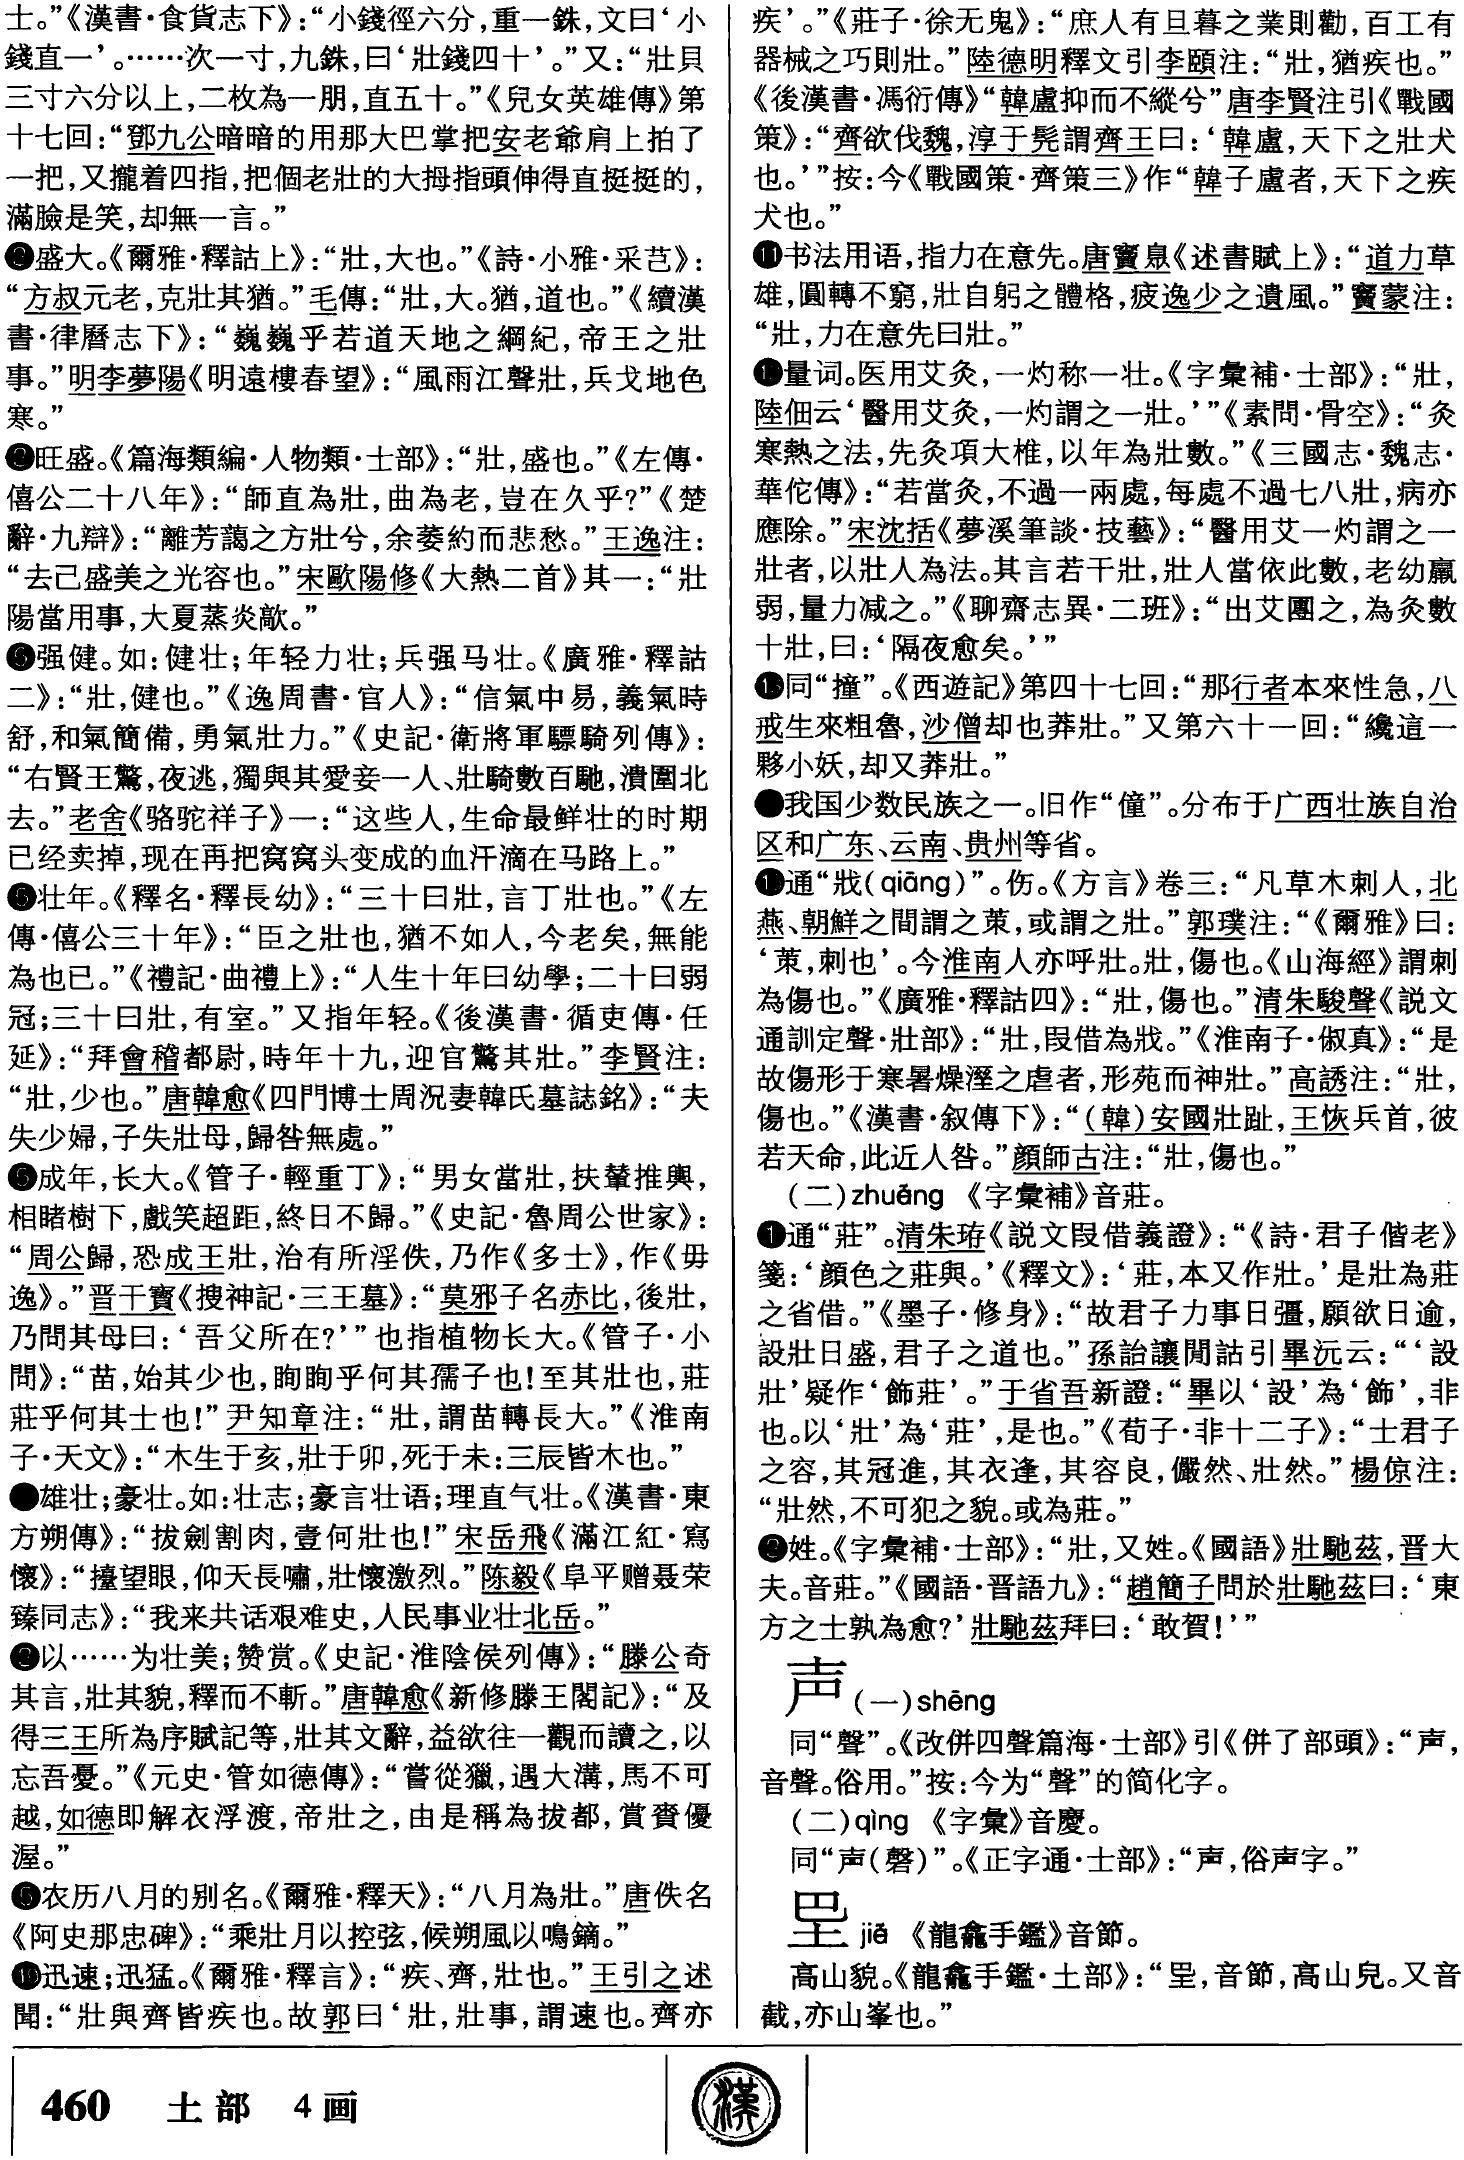 士。”《漢書·食貨志下》：“小錢徑六分，重一銖，文曰‘小
錢直一’。……次一寸，九銖，曰‘壯錢四十’。”又：“壯貝
三寸六分以上，二枚為一朋，直五十。”《兒女英雄傳》第
十七回：“鄧九公暗暗的用那大巴掌把安老爺肩上拍了
一把，又攏着四指，把個老壯的大拇指頭伸得直挺挺的，
滿臉是笑，却無一言。”
❷盛大。《爾雅·釋詁上》：“壯，大也。”《詩·小雅·采芑》：
“方叔元老，克壯其猶。”毛傳：“壯，大。猶，道也。”《續漢
書·律曆志下》：“巍巍乎若道天地之綱紀，帝王之壯
事。”明李夢陽《明遠樓春望》：“風雨江聲壯，兵戈地色
寒。”
❸旺盛。《篇海類編·人物類·士部》：“壯，盛也。”《左傳·
僖公二十八年》：“師直為壯，曲為老，豈在久乎？”《楚
辭·九辯》：“離芳藹之方壯兮，余萎約而悲愁。”王逸注：
“去己盛美之光容也。”宋歐陽修《大熱二首》其一：“壯
陽當用事，大夏蒸炎歊。”
❹强健。如：健壮；年轻力壮；兵强马壮。《廣雅·釋詁
二》：“壯，健也。”《逸周書·官人》：“信氣中易，義氣時
舒，和氣簡備，勇氣壯力。”《史記·衛將軍驃騎列傳》：
“右賢王驚，夜逃，獨與其愛妾一人、壯騎數百馳，潰圍北
去。”老舍《骆驼祥子》一：“这些人，生命最鲜壮的时期
已经卖掉，现在再把窝窝头变成的血汗滴在马路上。”
❺壮年。《釋名·釋長幼》：“三十曰壯，言丁壯也。”《左
傳·僖公三十年》：“臣之壯也，猶不如人，今老矣，無能
為也已。”《禮記·曲禮上》：“人生十年曰幼學；二十曰弱
冠；三十曰壯，有室。”又指年轻。《後漢書·循吏傳·任
延》：“拜會稽都尉，時年十九，迎官驚其壯。”李賢注：
“壯，少也。”唐韓愈《四門博士周況妻韓氏墓誌銘》：“夫
失少婦，子失壯母，歸咎無處。”
❻成年，长大。《管子·輕重丁》：“男女當壯，扶輦推輿，
相睹樹下，戲笑超距，終日不歸。”《史記·魯周公世家》：
“周公歸，恐成王壯，治有所淫佚，乃作《多士》，作《毋
逸》。”晋干寶《搜神記·三王墓》：“莫邪子名赤比，後壯，
乃問其母曰：‘吾父所在？’”也指植物长大。《管子·小
問》：“苗，始其少也，眴眴乎何其孺子也！至其壯也，莊
莊乎何其士也！”尹知章注：“壯，謂苗轉長大。”《淮南
子·天文》：“木生于亥，壯于卯，死于未：三辰皆木也。”
❼雄壮；豪壮。如：壮志；豪言壮语；理直气壮。《漢書·東
方朔傳》：“拔劍割肉，壹何壯也！”宋岳飛《滿江紅·寫
懷》：“擡望眼，仰天長嘯，壯懷激烈。”陈毅《阜平赠聂荣
臻同志》：“我来共话艰难史，人民事业壮北岳。”
❽以……为壮美；赞赏。《史記·淮陰侯列傳》：“滕公奇
其言，壯其貌，釋而不斬。”唐韓愈《新修滕王閣記》：“及
得三王所為序賦記等，壯其文辭，益欲往一觀而讀之，以
忘吾憂。”《元史·管如德傳》：“嘗從獵，遇大溝，馬不可
越，如德即解衣浮渡，帝壯之，由是稱為拔都，賞賚優
渥。”
❾农历八月的别名。《爾雅·釋天》：“八月為壯。”唐佚名
《阿史那忠碑》：“乘壯月以控弦，候朔風以鳴鏑。”
❿迅速；迅猛。《爾雅·釋言》：“疾、齊，壯也。”王引之述
聞：“壯與齊皆疾也。故郭曰‘壯，壯事，謂速也。齊亦
疾’。”《莊子·徐无鬼》：“庶人有旦暮之業則勸，百工有
器械之巧則壯。”陸德明釋文引李頤注：“壯，猶疾也。”
《後漢書·馮衍傳》“韓盧抑而不縱兮”唐李賢注引《戰國
策》：“齊欲伐魏，淳于髡謂齊王曰：‘韓盧，天下之壯犬
也。’”按：今《戰國策·齊策三》作“韓子盧者，天下之疾
犬也。”
⓫书法用语，指力在意先。唐竇臮《述書賦上》：“道力草
雄，圓轉不窮，壯自躬之體格，疲逸少之遺風。”竇蒙注：
“壯，力在意先曰壯。”
⓬量词。医用艾灸，一灼称一壮。《字彙補·士部》：“壯，
陸佃云‘醫用艾灸，一灼謂之一壯。’”《素問·骨空》：“灸
寒熱之法，先灸項大椎，以年為壯數。”《三國志·魏志·
華佗傳》：“若當灸，不過一兩處，每處不過七八壯，病亦
應除。”宋沈括《夢溪筆談·技藝》：“醫用艾一灼謂之一
壯者，以壯人為法。其言若干壯，壯人當依此數，老幼羸
弱，量力減之。”《聊齋志異·二班》：“出艾團之，為灸數
十壯，曰：‘隔夜愈矣。’”
⓭同“撞”。《西遊記》第四十七回：“那行者本來性急，八
戒生來粗魯，沙僧却也莽壯。”又第六十一回：“纔這一
夥小妖，却又莽壯。”
⓮我国少数民族之一。旧作“僮”。分布于广西壮族自治
区和广东、云南、贵州等省。
⓯通“戕(qiāng)”。伤。《方言》卷三：“凡草木刺人，北
燕、朝鮮之間謂之茦，或謂之壯。”郭璞注：“《爾雅》曰：
‘茦，刺也’。今淮南人亦呼壯。壯，傷也。《山海經》謂刺
為傷也。”《廣雅·釋詁四》：“壯，傷也。”清朱駿聲《説文
通訓定聲·壯部》：“壯，叚借為戕。”《淮南子·俶真》：“是
故傷形于寒暑燥溼之虐者，形苑而神壯。”高誘注：“壯，
傷也。”《漢書·叙傳下》：“（韓）安國壯趾，王恢兵首，彼
若天命，此近人咎。”顔師古注：“壯，傷也。”
（二）zhuāng 《字彙補》音莊。
❶通“莊”。清朱珔《説文叚借義證》：“《詩·君子偕老》
箋：‘顔色之莊與。’《釋文》：‘莊，本又作壯。’是壯為莊
之省借。”《墨子·修身》：“故君子力事日彊，願欲日逾，
設壯日盛，君子之道也。”孫詒讓閒詁引畢沅云：“‘設
壯’疑作‘飾莊’。”于省吾新證：“畢以‘設’為‘飾’，非
也。以‘壯’為‘莊’，是也。”《荀子·非十二子》：“士君子
之容，其冠進，其衣逢，其容良，儼然、壯然。”楊倞注：
“壯然，不可犯之貌。或為莊。”
❷姓。《字彙補·士部》：“壯，又姓。《國語》壯馳茲，晋大
夫。音莊。”《國語·晋語九》：“趙簡子問於壯馳茲曰：‘東
方之士孰為愈？’壯馳茲拜曰：‘敢賀！’”
声 （一）shēng
同“聲”。《改併四聲篇海·士部》引《併了部頭》：“声，
音聲。俗用。”按：今为“聲”的简化字。
（二）qìng 《字彙》音慶。
同“声（磬）”。《正字通·士部》：“声，俗声字。”
jié 《龍龕手鑑》音節。
高山貌。《龍龕手鑑·土部》：“，音節，高山皃。又音
截，亦山峯也。”
460 土部 4画
漢